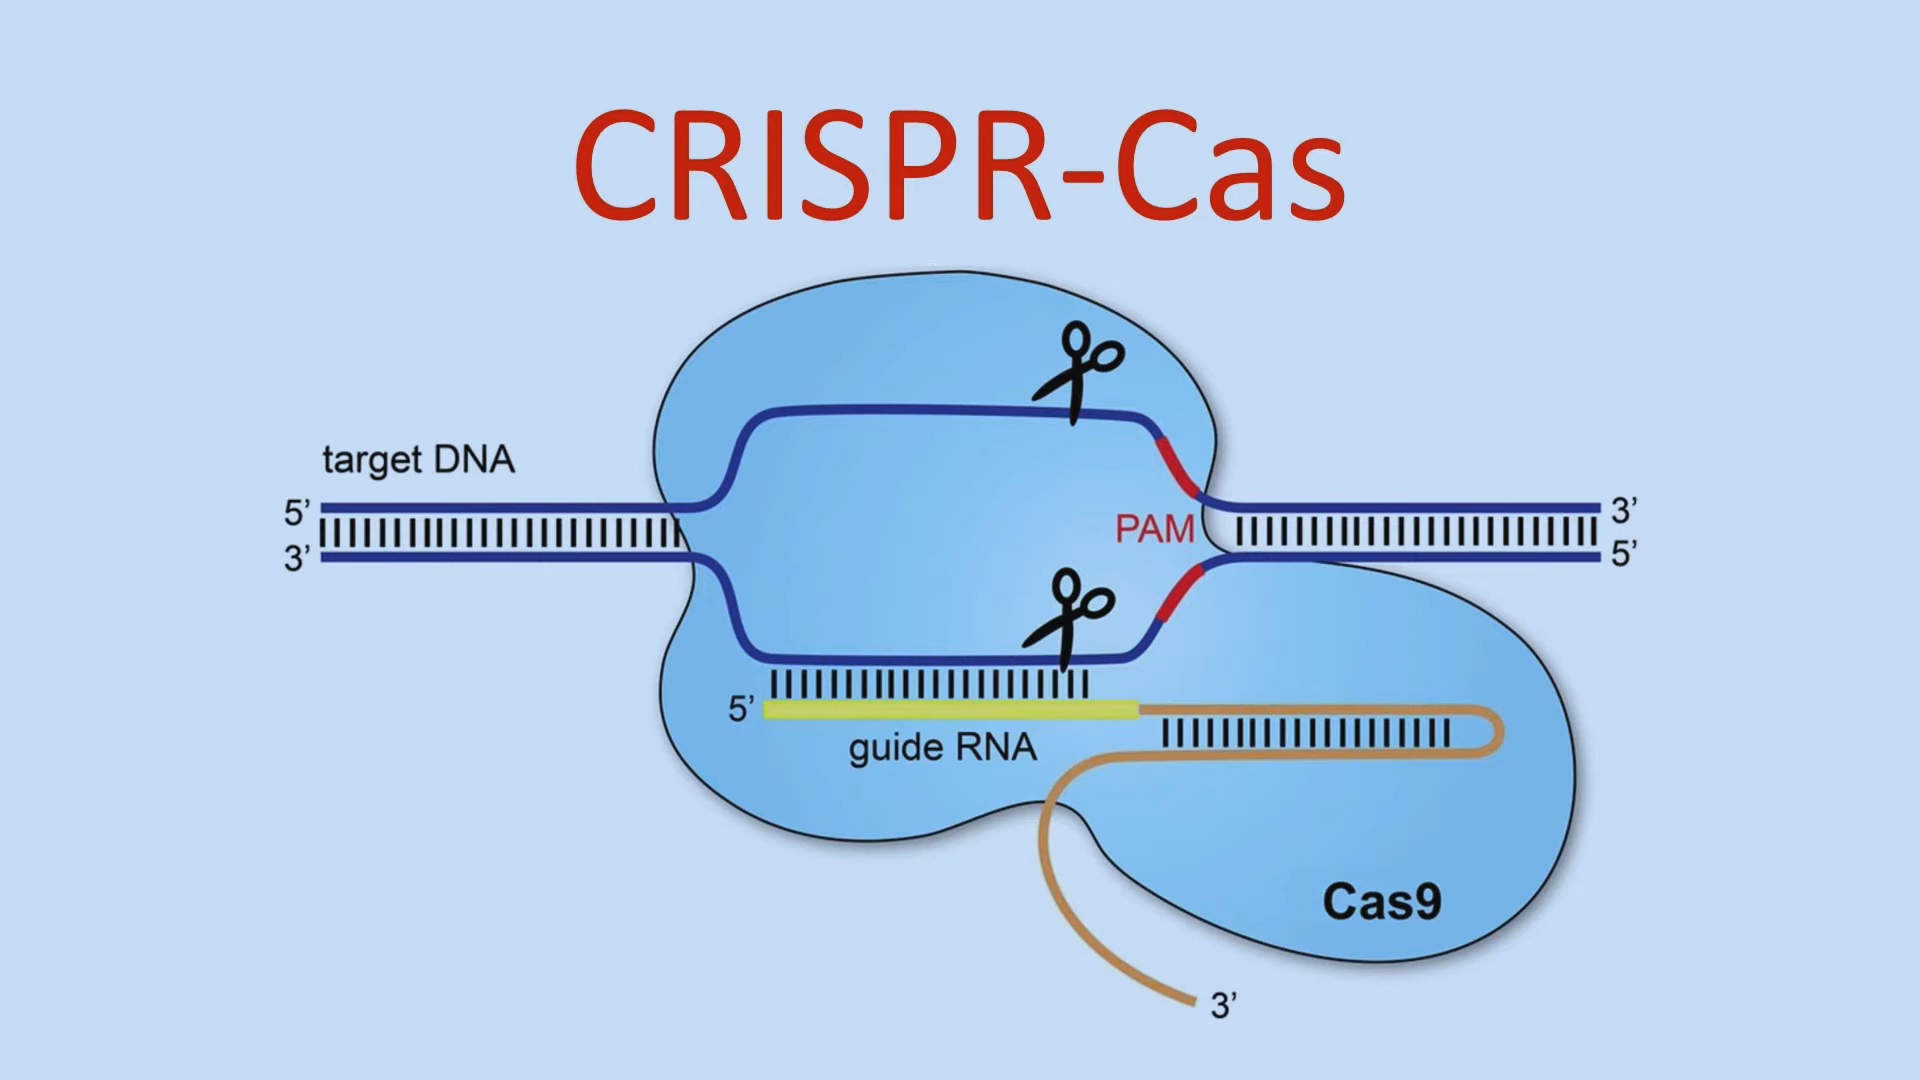 CRISPR-Cas
target DNA
5’
3’
3’
5’
PAM
5’
guide RNA
Cas9
3’